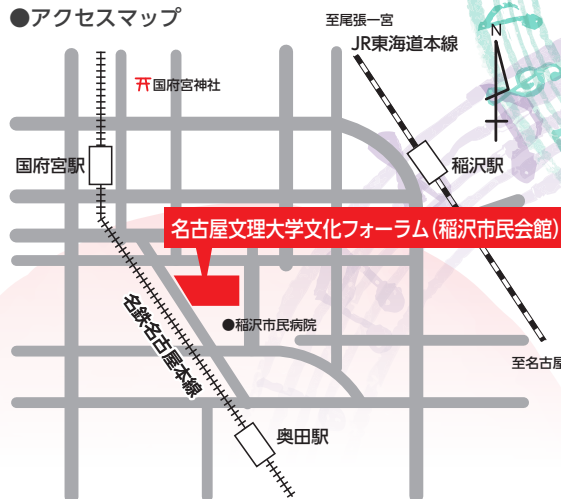 ●アクセスマップ
至尾張一宮
JR東海道本線
N
国府宮神社
国府宮駅
稲沢駅
名古屋文理大学文化フォーラム(稲沢市民会館)
●稲沢市民病院
名鉄名古屋本線
至名古屋
奥田駅